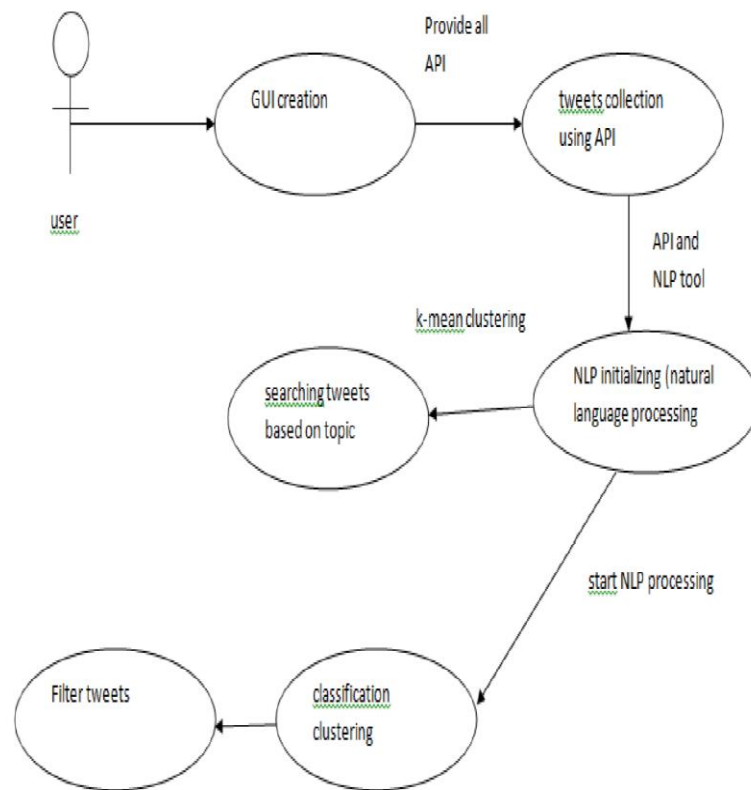 Provide all
API
GUI creation
tweets collection
using API
user
API and
NLP tool
k-mean clustering
NLP initializing (natural
language processing
searching tweets
based on topic
start NLP processing
Filter tweets
classification
clustering